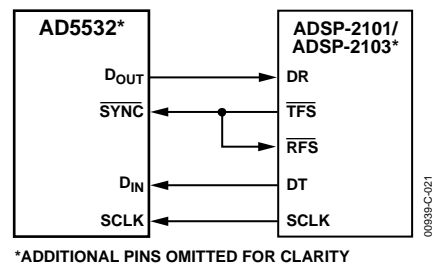 AD5532*
ADSP-2101/
ADSP-2103*
DOUT
DR
SYNC
TFS
RFS
DIN
DT
SCLK
SCLK
00939-C-021
*ADDITIONAL PINS OMITTED FOR CLARITY